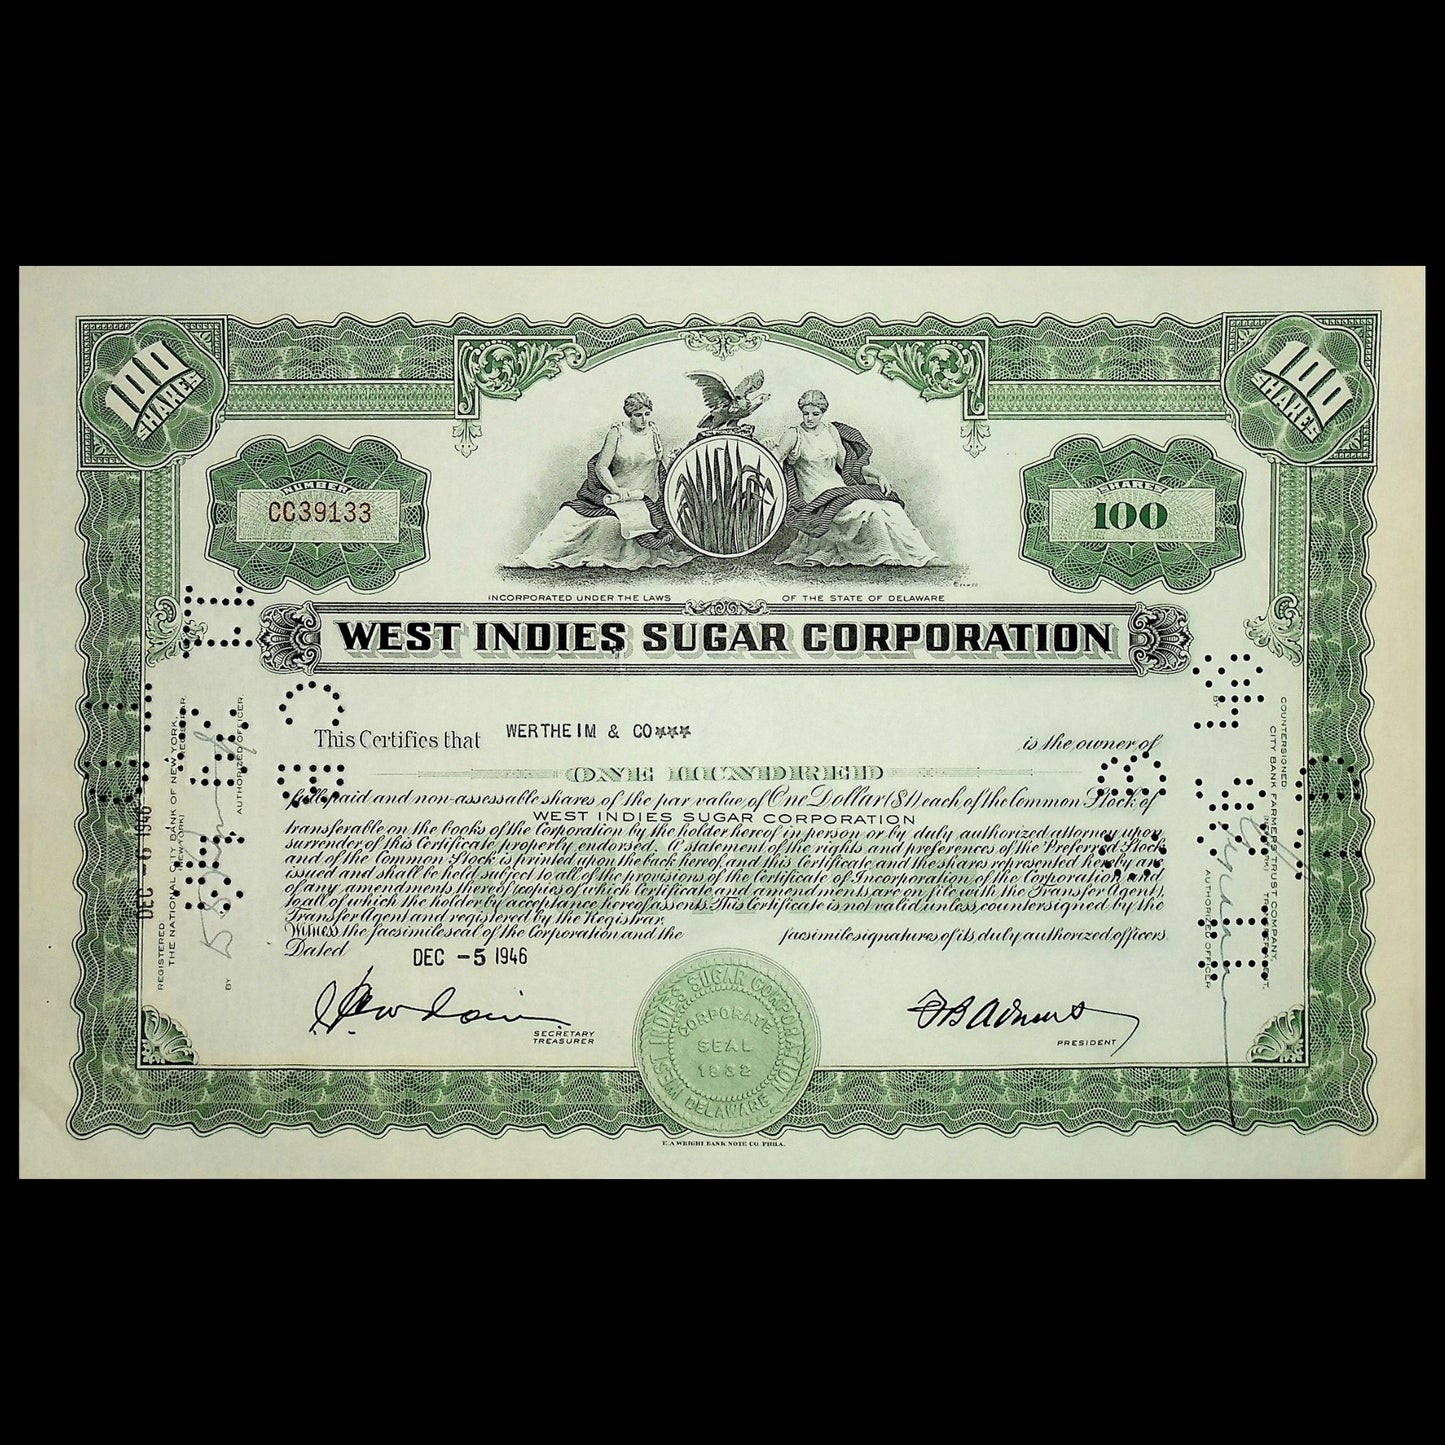 100
SHARES
100
SHARES
NUMBER
CC39133
SHARES
100
INCORPORATED UNDER THE LAWS OF THE STATE OF DELAWARE
WEST INDIES SUGAR CORPORATION
This Certifies that WERTHEIM & CO*** is the owner of
ONE HUNDRED
full-paid and non-assessable shares of the par value of One Dollar ($1) each of the Common Stock of
WEST INDIES SUGAR CORPORATION
transferable on the books of the Corporation by the holder hereof in person or by duly authorized attorney upon
surrender of this Certificate properly endorsed. A statement of the rights and preferences of the Preferred Stock
and of the Common Stock is printed upon the back hereof, and this Certificate and the shares represented hereby are
issued and shall be held subject to all of the provisions of the Certificate of Incorporation of the Corporation and
of any amendments thereof (copies of which Certificate and amendments are on file with the Transfer Agent),
to all of which the holder by acceptance hereof assents. This Certificate is not valid unless countersigned by the
Transfer Agent and registered by the Registrar.
Witness the facsimile seal of the Corporation and the facsimile signatures of its duly authorized officers.
Dated DEC -5 1946
SECRETARY
TREASURER
PRESIDENT
WEST INDIES SUGAR CORPORATION
CORPORATE
SEAL
1932
DELAWARE
E. A. WRIGHT BANK NOTE CO. PHILA.
DEC -6 1946
REGISTERED
THE NATIONAL CITY BANK OF NEW YORK,
(NEW YORK) REGISTRAR.
BY
AUTHORIZED OFFICER.
COUNTERSIGNED:
CITY BANK FARMERS TRUST COMPANY,
BY
AUTHORIZED OFFICER